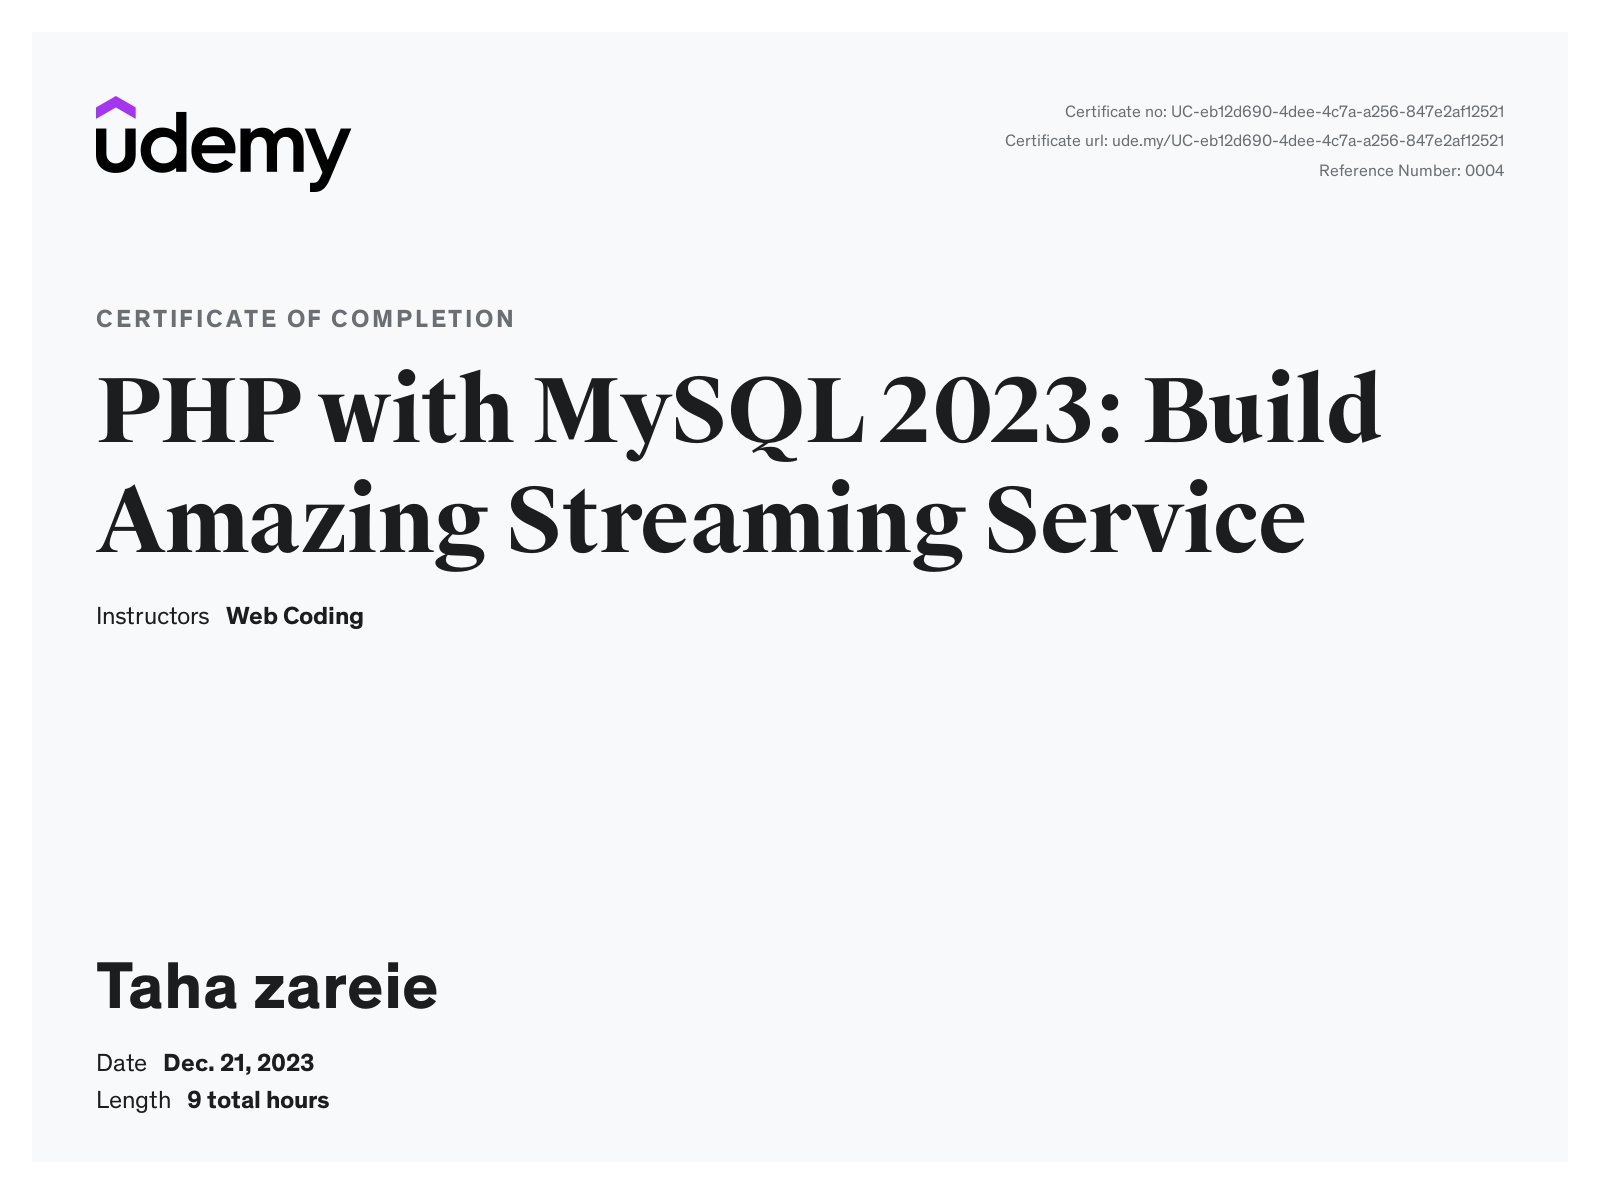 udemy
Certificate no: UC-eb12d690-4dee-4c7a-a256-847e2af12521
Certificate url: ude.my/UC-eb12d690-4dee-4c7a-a256-847e2af12521
Reference Number: 0004
CERTIFICATE OF COMPLETION
PHP with MySQL 2023: Build
Amazing Streaming Service
Instructors Web Coding
Taha zareie
Date Dec. 21, 2023
Length 9 total hours